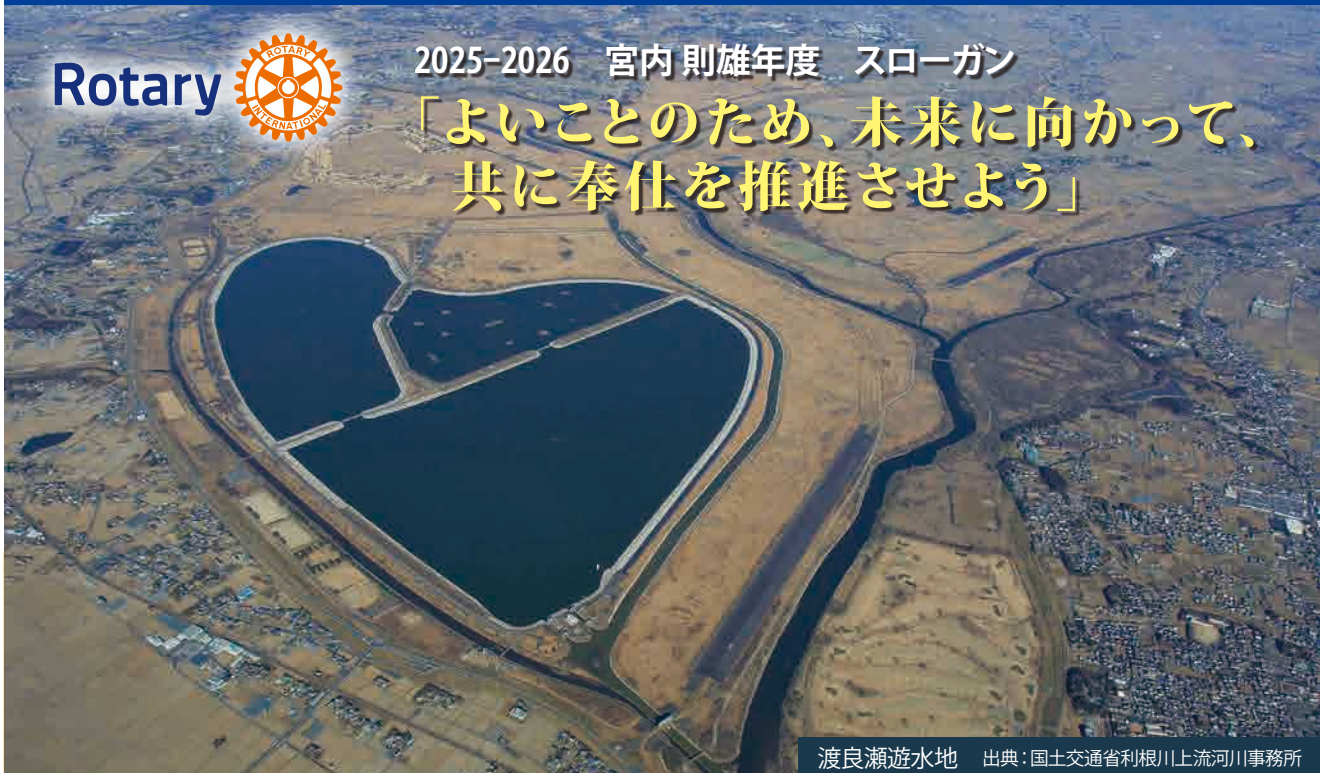 Rotary
ROTARY
INTERNATIONAL
2025-2026 宮内 則雄年度 スローガン
「よいことのため、未来に向かって、
共に奉仕を推進させよう」
渡良瀬遊水地 出典：国土交通省利根川上流河川事務所